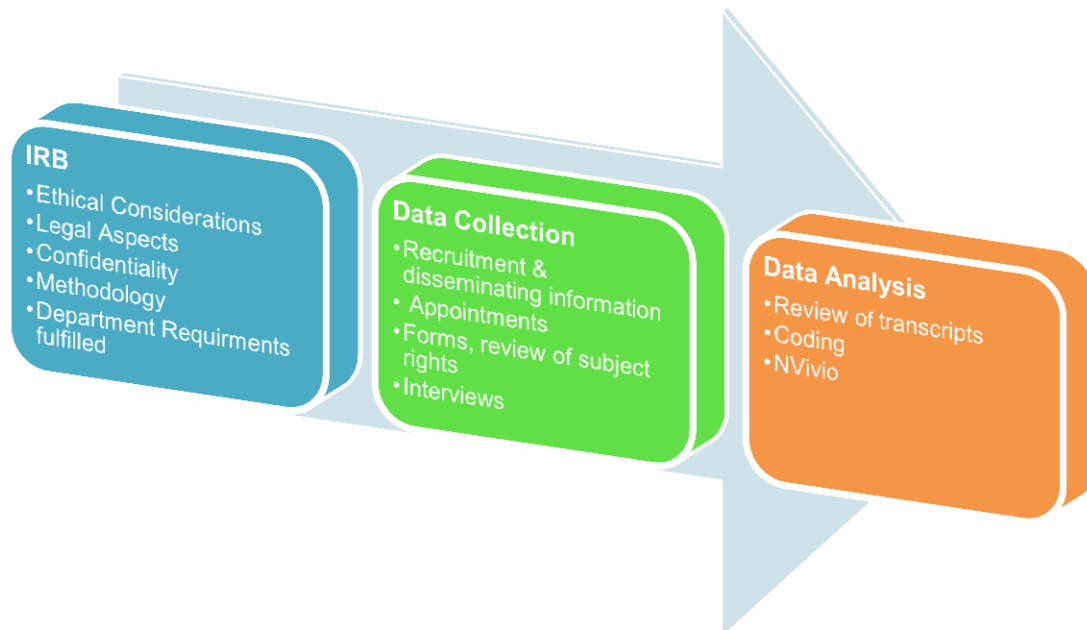 IRB
•Ethical Considerations
•Legal Aspects
•Confidentiality
•Methodology
•Department Requirments
fulfilled
Data Collection
•Recruitment &
disseminating information
• Appointments
•Forms, review of subject
rights
•Interviews
Data Analysis
•Review of transcripts
•Coding
•NVivio